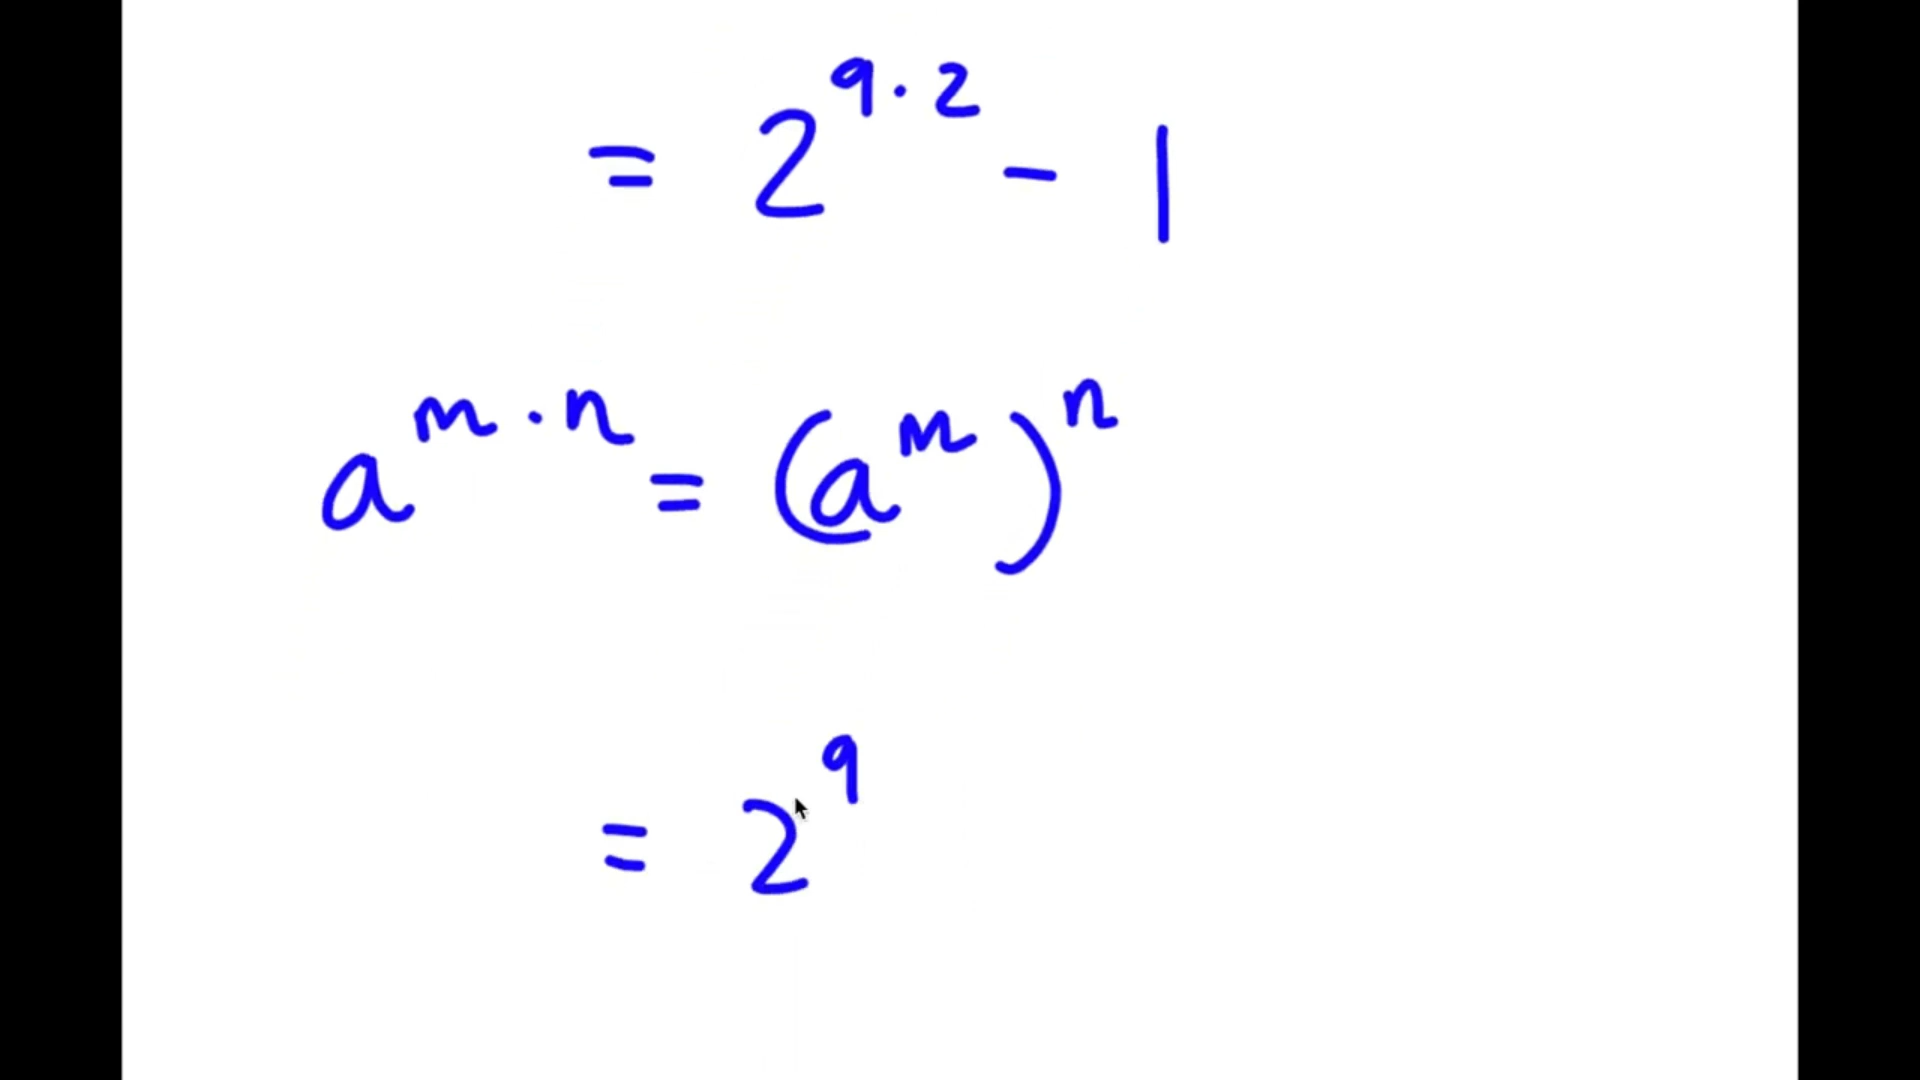 = 2^{9·2} - 1
a^{m·n} = (a^m)^n
= 2^9